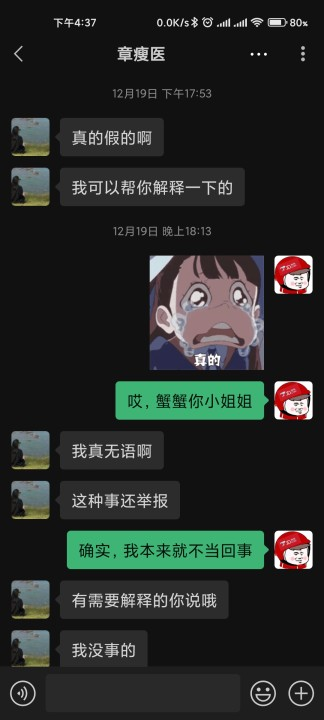 下午4:37
0.0K/s
80%
章瘦医
12月19日 下午17:53
真的假的啊
我可以帮你解释一下的
12月19日 晚上18:13
真的
哎,蟹蟹你小姐姐
我真无语啊
这种事还举报
确实,我本来就不当回事
有需要解释的你说哦
我没事的